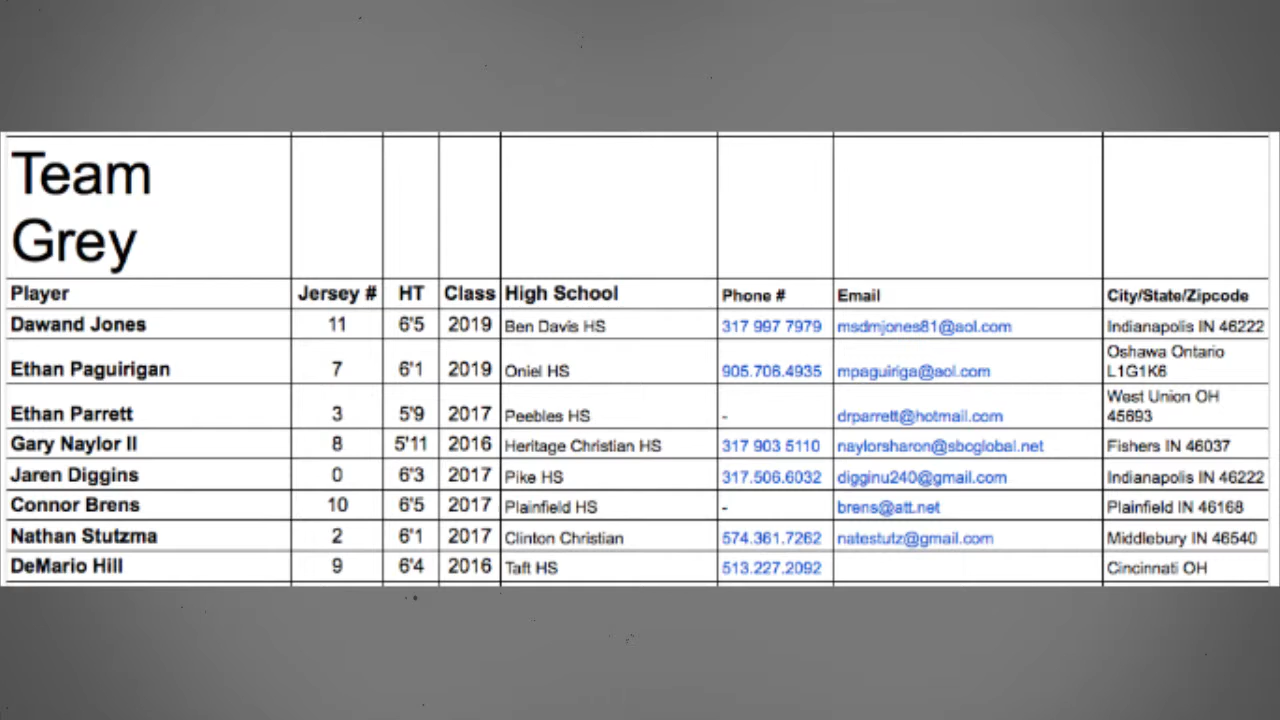 Team
Grey
Player Jersey # HT Class High School Phone # Email City/State/Zipcode
Dawand Jones 11 6'5 2019 Ben Davis HS 317 997 7979 msdmjones81@aol.com Indianapolis IN 46222
Ethan Paguirigan 7 6'1 2019 Oniel HS 905.706.4935 mpaguiriga@aol.com Oshawa Ontario
L1G1K6
Ethan Parrett 3 5'9 2017 Peebles HS - drparrett@hotmail.com West Union OH
45693
Gary Naylor II 8 5'11 2016 Heritage Christian HS 317 903 5110 naylorsharon@sbcglobal.net Fishers IN 46037
Jaren Diggins 0 6'3 2017 Pike HS 317.506.6032 digginu240@gmail.com Indianapolis IN 46222
Connor Brens 10 6'5 2017 Plainfield HS - brens@att.net Plainfield IN 46168
Nathan Stutzma 2 6'1 2017 Clinton Christian 574.361.7262 natestutz@gmail.com Middlebury IN 46540
DeMario Hill 9 6'4 2016 Taft HS 513.227.2092 Cincinnati OH